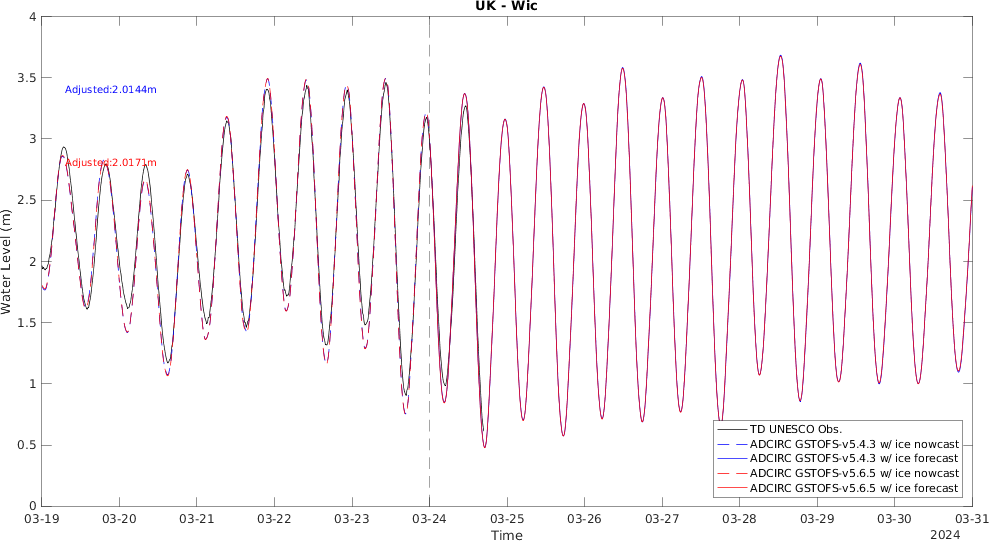 UK - Wic
4
3.5
3
2.5
2
1.5
1
0.5
0
Water Level (m)
Adjusted:2.0144m
Adjusted:2.0171m
TD UNESCO Obs.
ADCIRC GSTOFS-v5.4.3 w/ ice nowcast
ADCIRC GSTOFS-v5.4.3 w/ ice forecast
ADCIRC GSTOFS-v5.6.5 w/ ice nowcast
ADCIRC GSTOFS-v5.6.5 w/ ice forecast
03-19 03-20 03-21 03-22 03-23 03-24 03-25 03-26 03-27 03-28 03-29 03-30 03-31
Time
2024